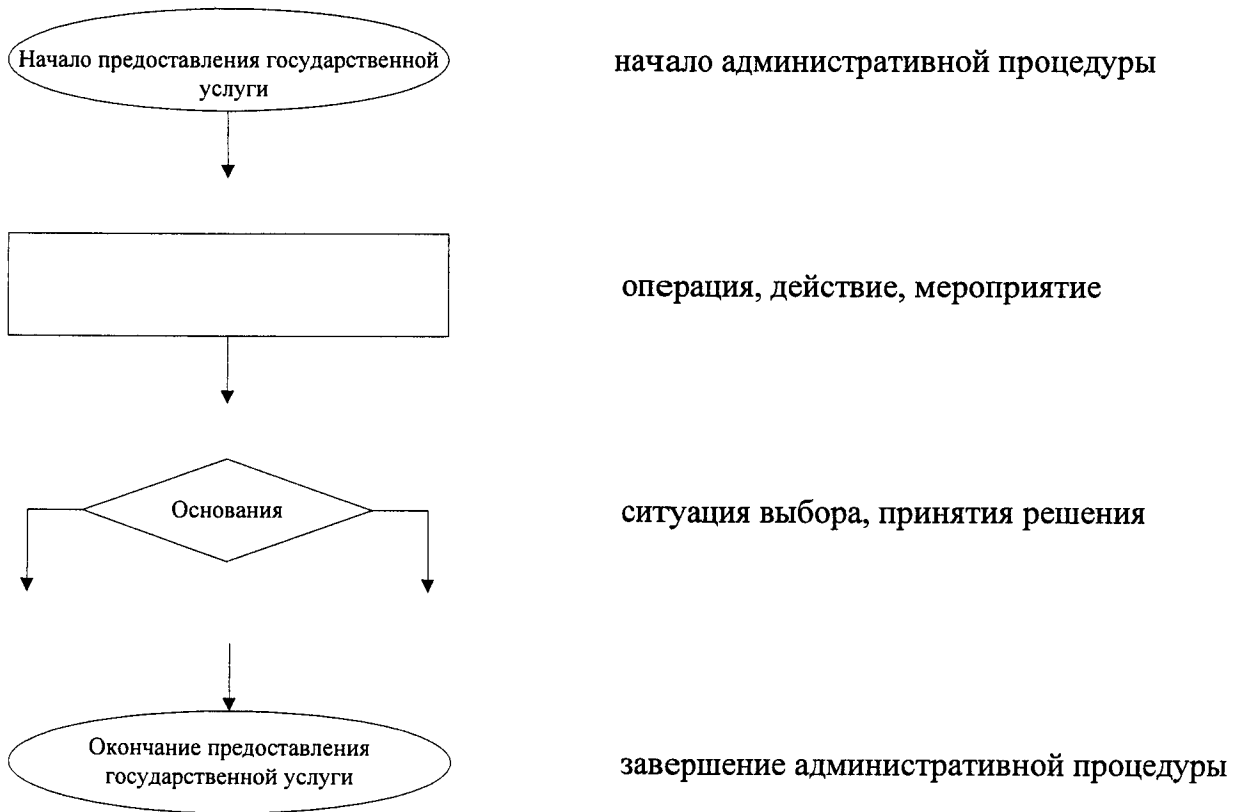 Начало предоставления государственной
услуги
начало административной процедуры
операция, действие, мероприятие
Основания
ситуация выбора, принятия решения
Окончание предоставления
государственной услуги
завершение административной процедуры